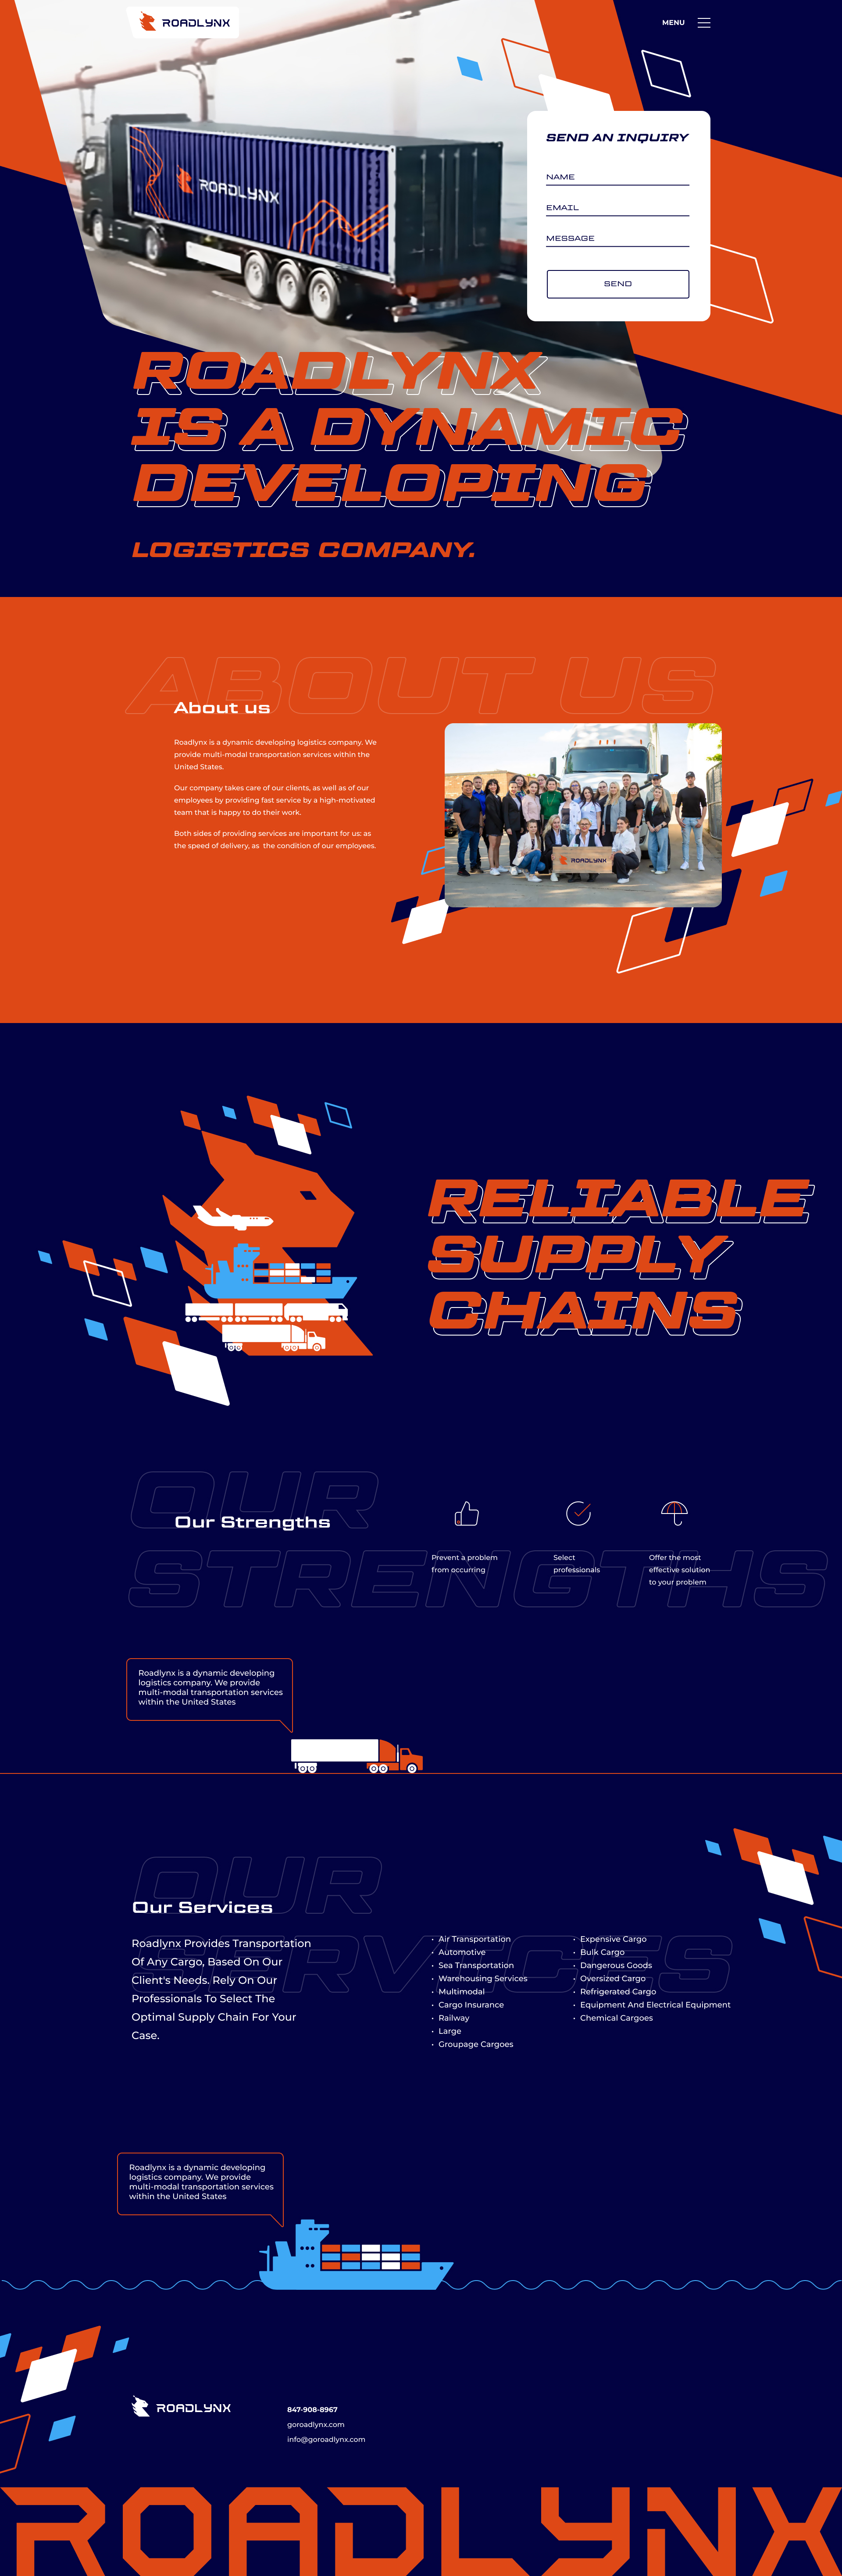 ROADLYNX
MENU
ROADLYNX
SEND AN INQUIRY
NAME
EMAIL
MESSAGE
SEND
ROADLYNX
IS A DYNAMIC
DEVELOPING
LOGISTICS COMPANY.
ABOUT US
About us
Roadlynx is a dynamic developing logistics company. We
provide multi-modal transportation services within the
United States.
Our company takes care of our clients, as well as of our
employees by providing fast service by a high-motivated
team that is happy to do their work.
Both sides of providing services are important for us: as
the speed of delivery, as the condition of our employees.
ROADLYNX
RELIABLE
SUPPLY
CHAINS
OUR
STRENGTHS
Our Strengths
Prevent a problem
from occurring
Select
professionals
Offer the most
effective solution
to your problem
Roadlynx is a dynamic developing
logistics company. We provide
multi-modal transportation services
within the United States
OUR
SERVICES
Our Services
Roadlynx Provides Transportation
Of Any Cargo, Based On Our
Client's Needs. Rely On Our
Professionals To Select The
Optimal Supply Chain For Your
Case.
• Air Transportation
• Automotive
• Sea Transportation
• Warehousing Services
• Multimodal
• Cargo Insurance
• Railway
• Large
• Groupage Cargoes
• Expensive Cargo
• Bulk Cargo
• Dangerous Goods
• Oversized Cargo
• Refrigerated Cargo
• Equipment And Electrical Equipment
• Chemical Cargoes
Roadlynx is a dynamic developing
logistics company. We provide
multi-modal transportation services
within the United States
ROADLYNX
847-908-8967
goroadlynx.com
info@goroadlynx.com
ROADLYNX